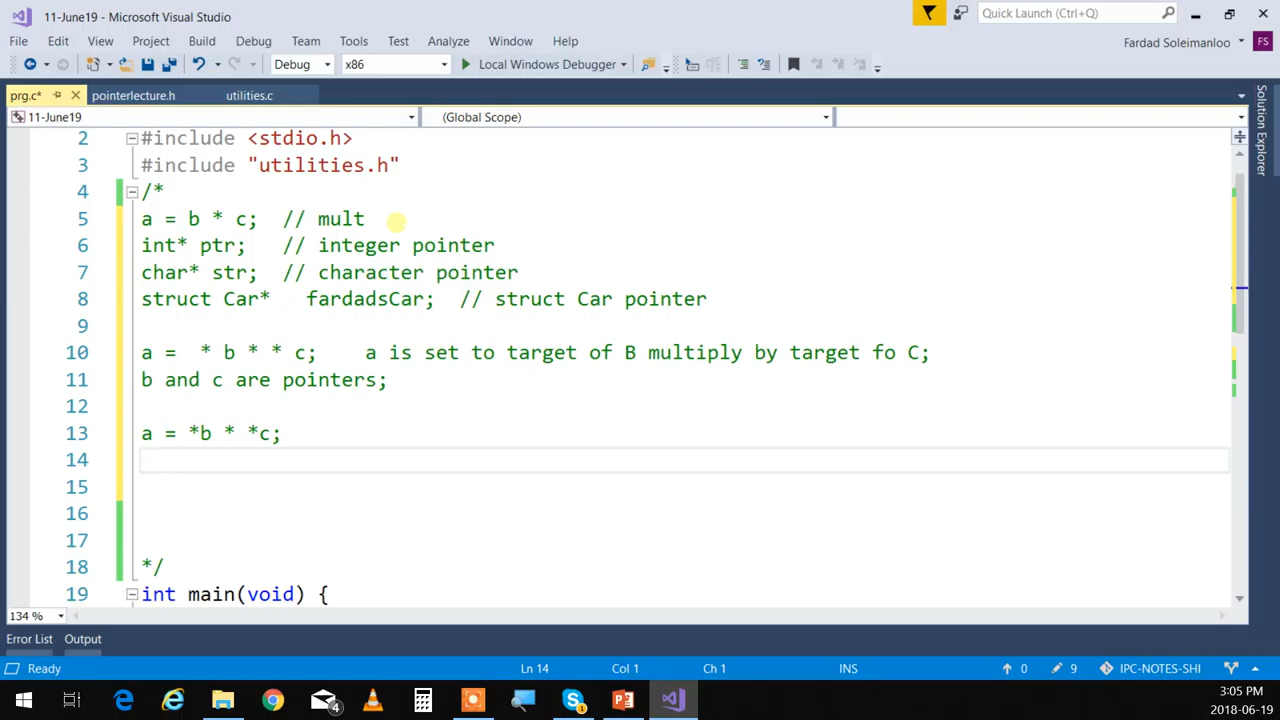 11-June19 - Microsoft Visual Studio
Quick Launch (Ctrl+Q)
File Edit View Project Build Debug Team Tools Test Analyze Window Help
Fardad Soleimanloo FS
Debug x86 Local Windows Debugger
prg.c* pointerlecture.h utilities.c
11-June19 (Global Scope)
Solution Explorer
2 #include <stdio.h>
3 #include "utilities.h"
4 /*
5 a = b * c;  // mult
6 int* ptr;   // integer pointer
7 char* str;  // character pointer
8 struct Car*   fardadsCar;  // struct Car pointer
9
10 a =  * b * * c;    a is set to target of B multiply by target fo C;
11 b and c are pointers;
12
13 a = *b * *c;
14
15
16
17
18 */
19 int main(void) {
134 %
Error List Output
Ready Ln 14 Col 1 Ch 1 INS 0 9 IPC-NOTES-SHI
4 1
3:05 PM
2018-06-19